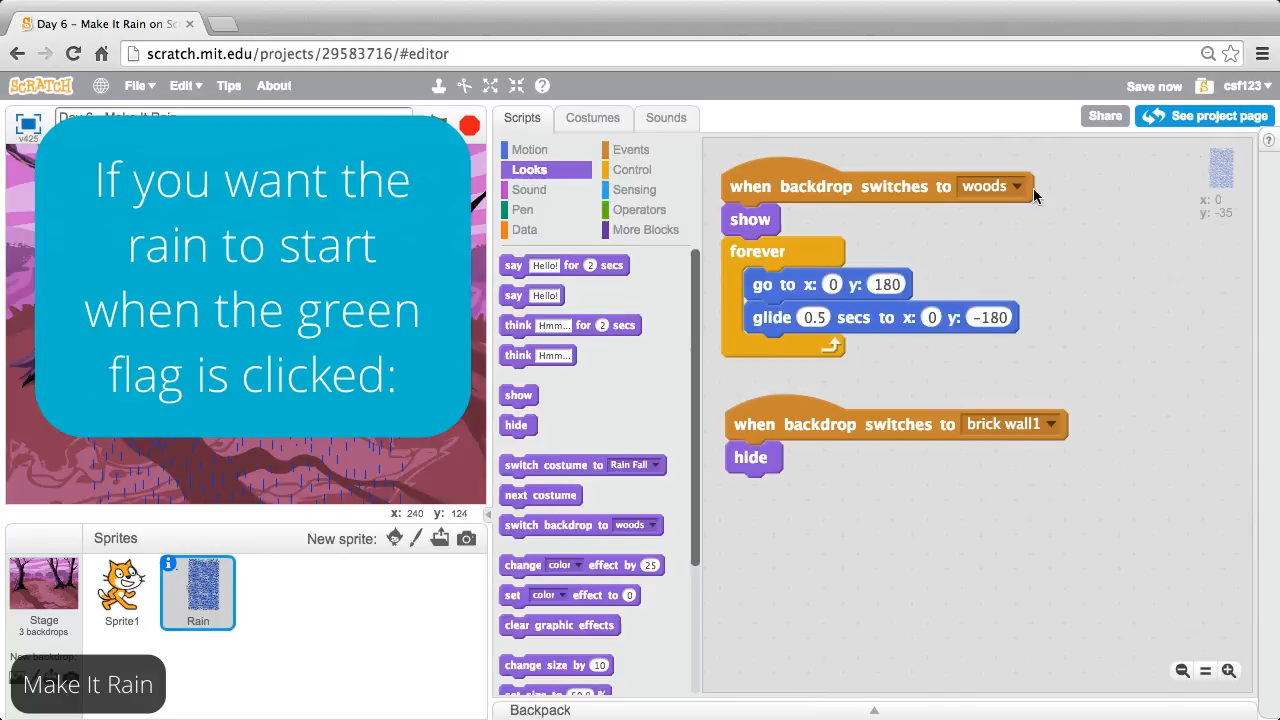 Day 6 - Make It Rain on Sc
scratch.mit.edu/projects/29583716/#editor
SCRATCH
File
Edit
Tips
About
Save now
csf123
v425
If you want the
rain to start
when the green
flag is clicked:
x: 240 y: 124
Scripts
Costumes
Sounds
Share
See project page
Motion
Events
Looks
Control
Sound
Sensing
Pen
Operators
Data
More Blocks
say Hello! for 2 secs
say Hello!
think Hmm... for 2 secs
think Hmm...
show
hide
switch costume to Rain Fall
next costume
switch backdrop to woods
change color effect by 25
set color effect to 0
clear graphic effects
change size by 10
when backdrop switches to woods
show
forever
go to x: 0 y: 180
glide 0.5 secs to x: 0 y: -180
when backdrop switches to brick wall1
hide
x: 0
y: -35
Sprites
New sprite:
Stage
3 backdrops
Sprite1
Rain
Make It Rain
Backpack